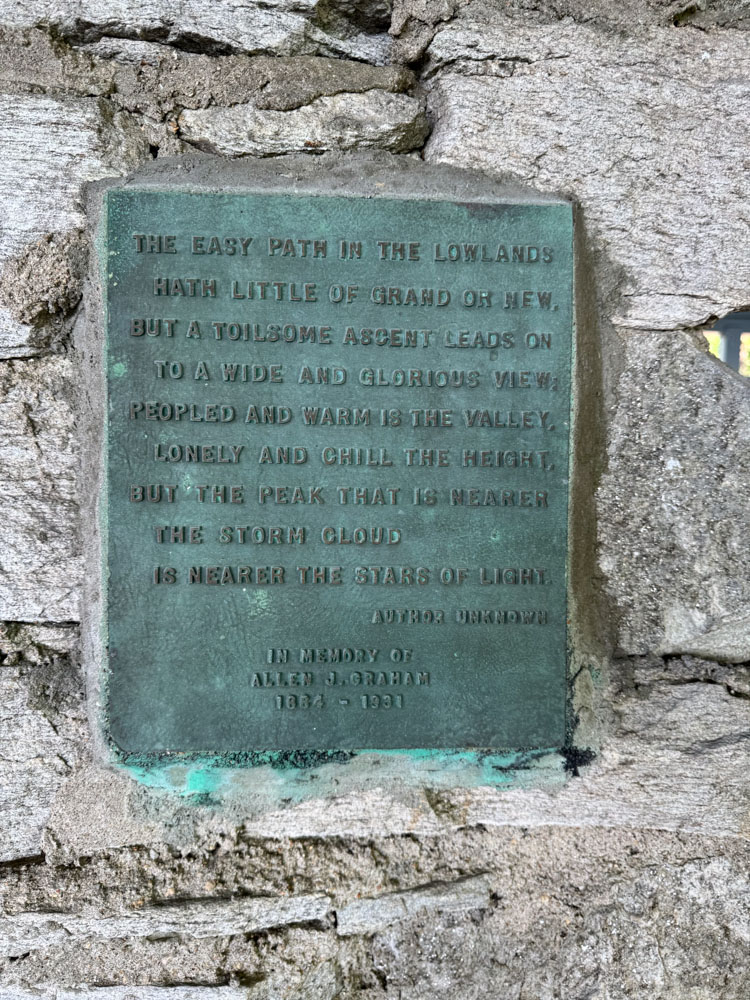 THE EASY PATH IN THE LOWLANDS
HATH LITTLE OF GRAND OR NEW,
BUT A TOILSOME ASCENT LEADS ON
TO A WIDE AND GLORIOUS VIEW;
PEOPLED AND WARM IS THE VALLEY,
LONELY AND CHILL THE HEIGHT,
BUT THE PEAK THAT IS NEARER
THE STORM CLOUD
IS NEARER THE STARS OF LIGHT.
AUTHOR UNKNOWN
IN MEMORY OF
ALLEN J. GRAHAM
1884 - 1931